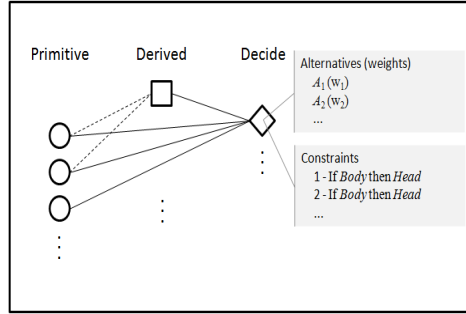 Primitive Derived Decide
Alternatives (weights)
A₁(w₁)
A₂(w₂)
...
Constraints
1 - If Body then Head
2 - If Body then Head
...